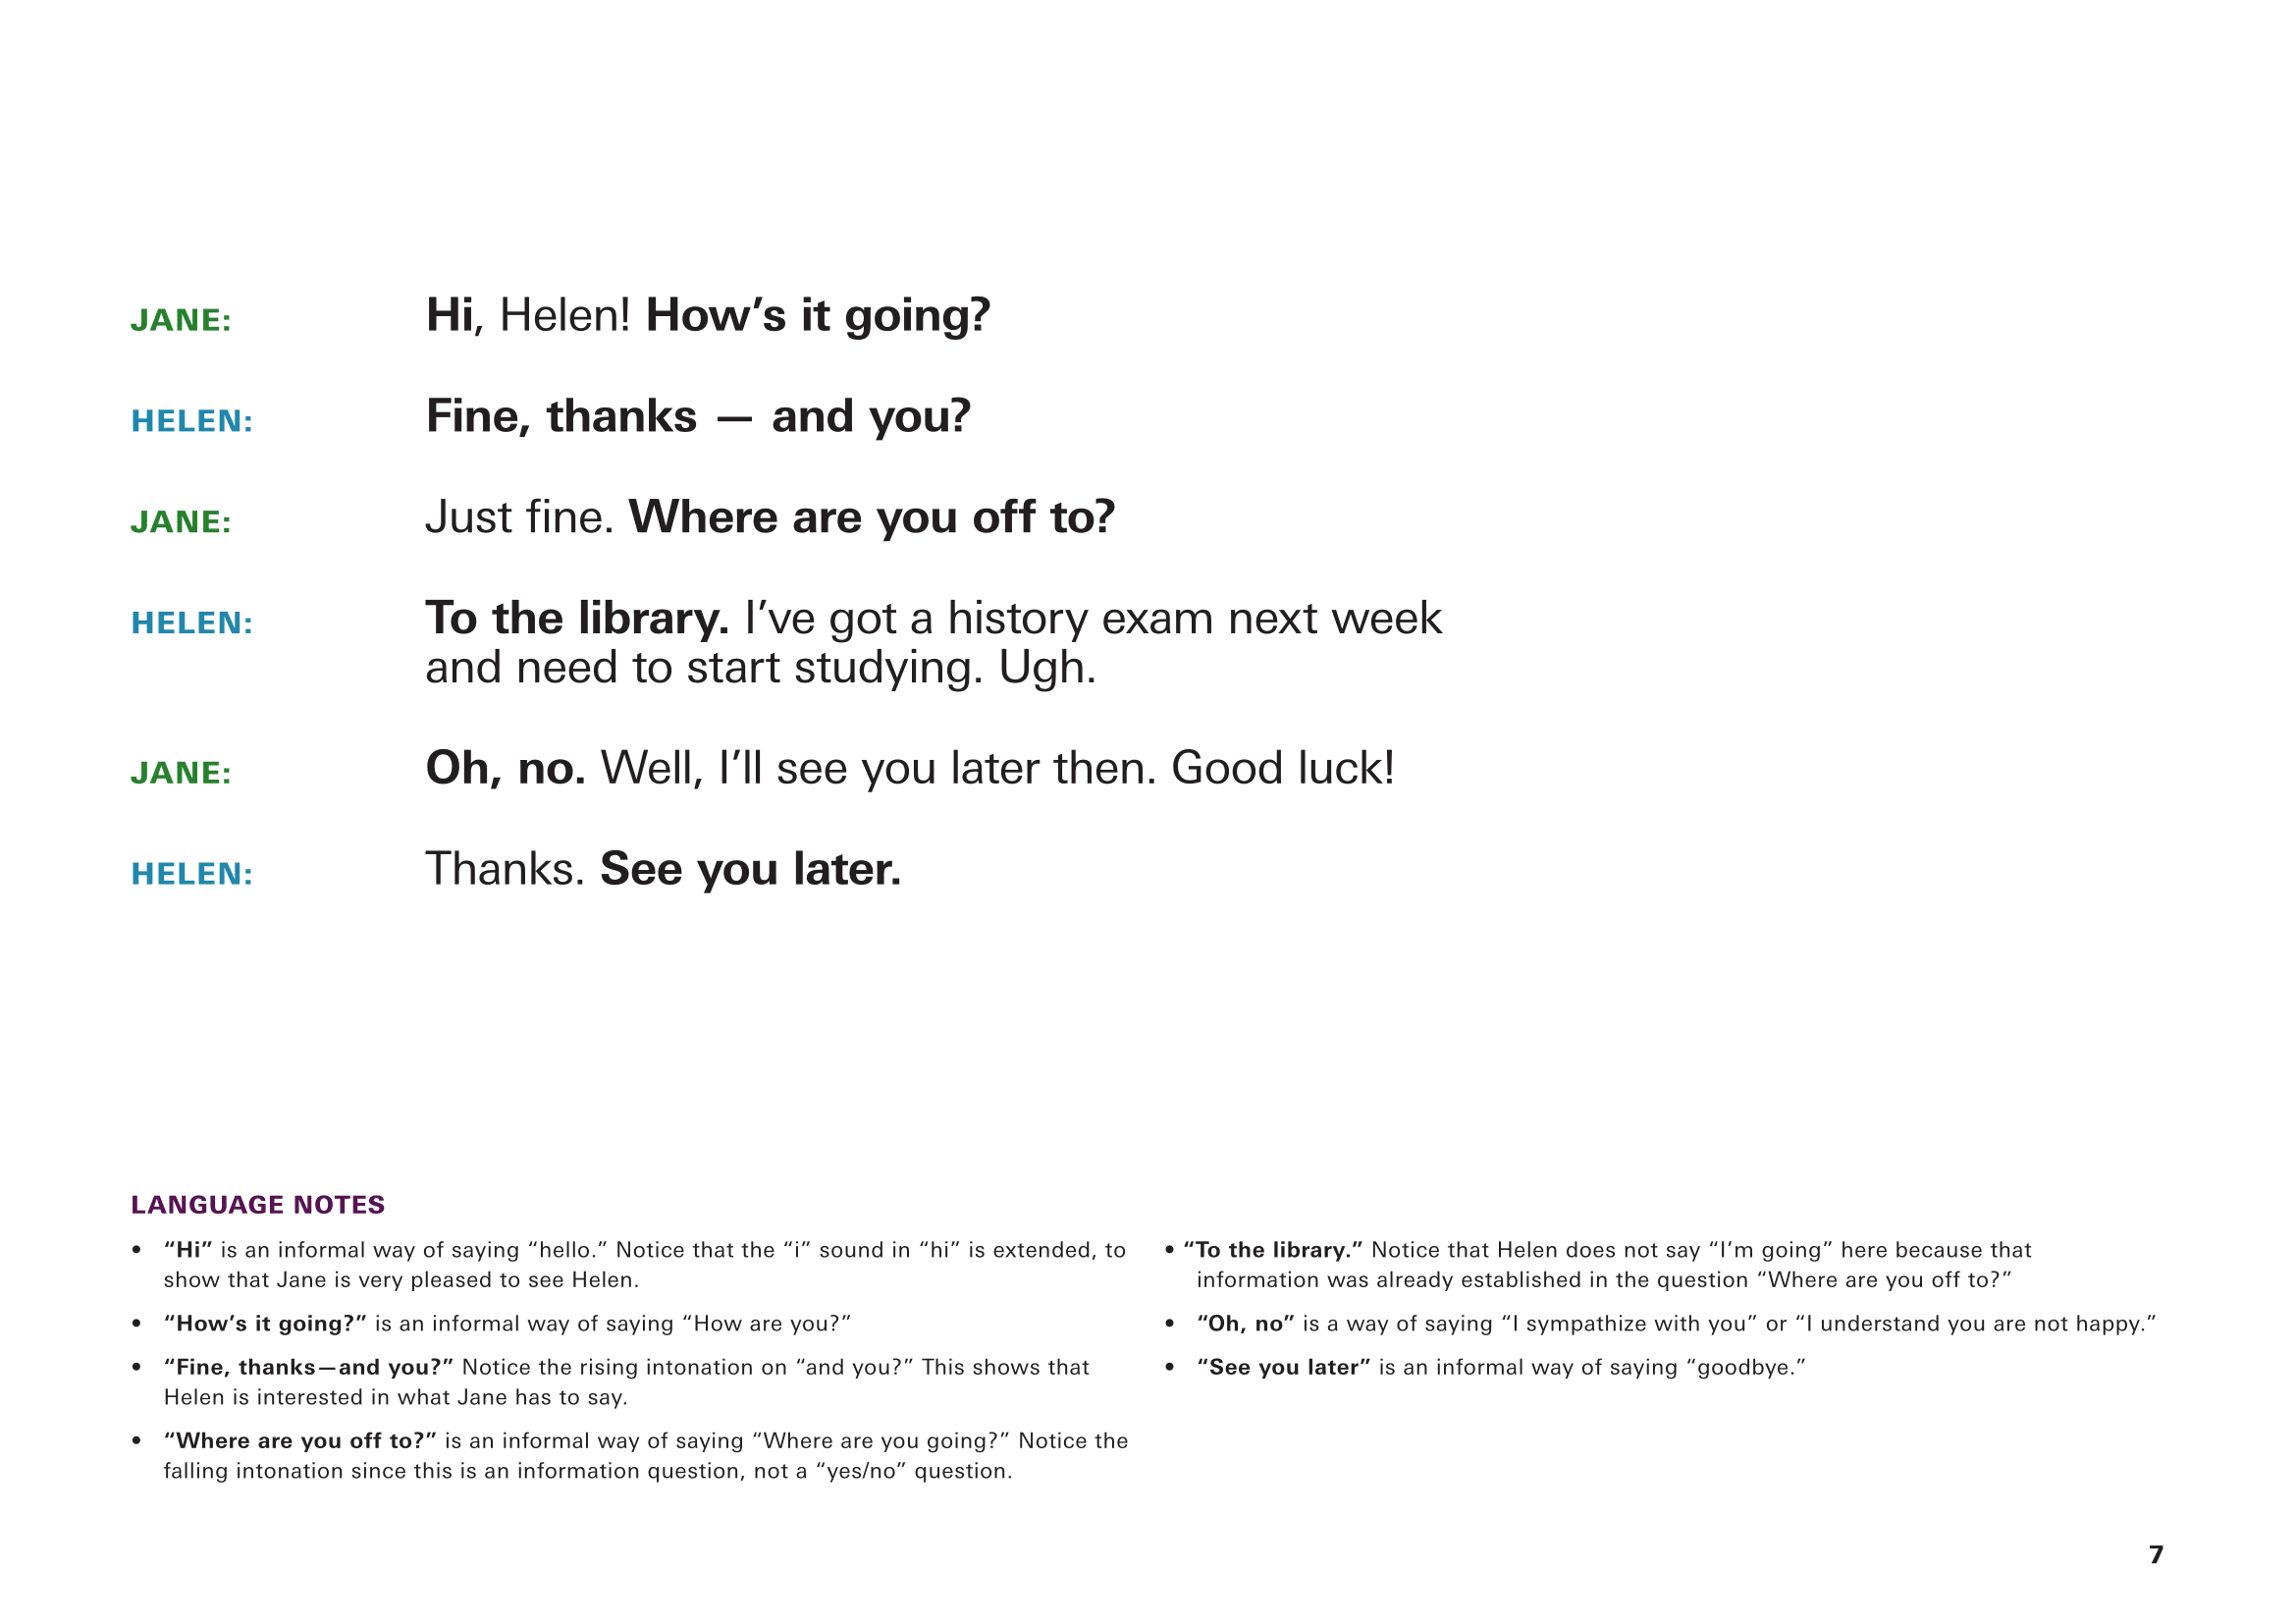 JANE: Hi, Helen! How’s it going?
HELEN: Fine, thanks — and you?
JANE: Just fine. Where are you off to?
HELEN: To the library. I’ve got a history exam next week
and need to start studying. Ugh.
JANE: Oh, no. Well, I’ll see you later then. Good luck!
HELEN: Thanks. See you later.
LANGUAGE NOTES
• “Hi” is an informal way of saying “hello.” Notice that the “i” sound in “hi” is extended, to
show that Jane is very pleased to see Helen.
• “How’s it going?” is an informal way of saying “How are you?”
• “Fine, thanks—and you?” Notice the rising intonation on “and you?” This shows that
Helen is interested in what Jane has to say.
• “Where are you off to?” is an informal way of saying “Where are you going?” Notice the
falling intonation since this is an information question, not a “yes/no” question.
• “To the library.” Notice that Helen does not say “I’m going” here because that
information was already established in the question “Where are you off to?”
• “Oh, no” is a way of saying “I sympathize with you” or “I understand you are not happy.”
• “See you later” is an informal way of saying “goodbye.”
7